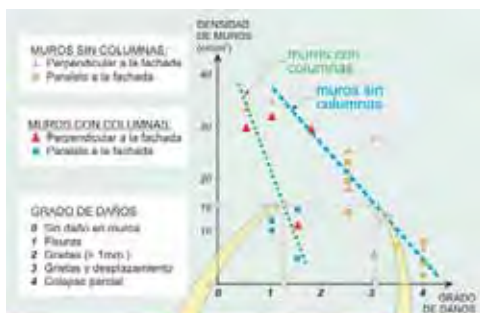 MUROS SIN COLUMNAS:
Perpendicular a la fachada
Paralelo a la fachada
MUROS CON COLUMNAS:
Perpendicular a la fachada
Paralelo a la fachada
GRADO DE DAÑOS
0 Sin daño en muros
1 Fisuras
2 Grietas (> 1mm)
3 Grietas y desplazamiento
4 Colapso parcial
DENSIDAD
DE MUROS
muros con
columnas
muros sin
columnas
40
30
20
15
10
0 1 2 3 4
GRADO
DE DAÑOS